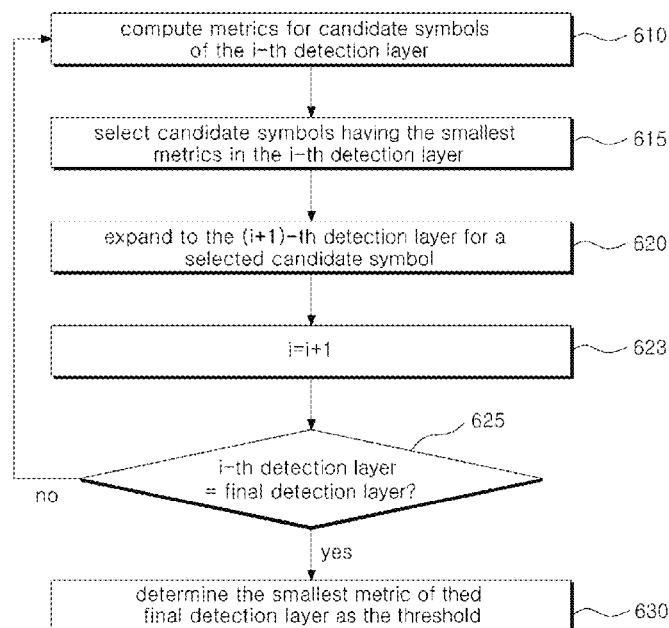 compute metrics for candidate symbols
of the i-th detection layer
610
select candidate symbols having the smallest
metrics in the i-th detection layer
615
expand to the (i+1)-th detection layer for a
selected candidate symbol
620
i=i+1
623
625
i-th detection layer
= final detection layer?
no
yes
determine the smallest metric of thed
final detection layer as the threshold
630